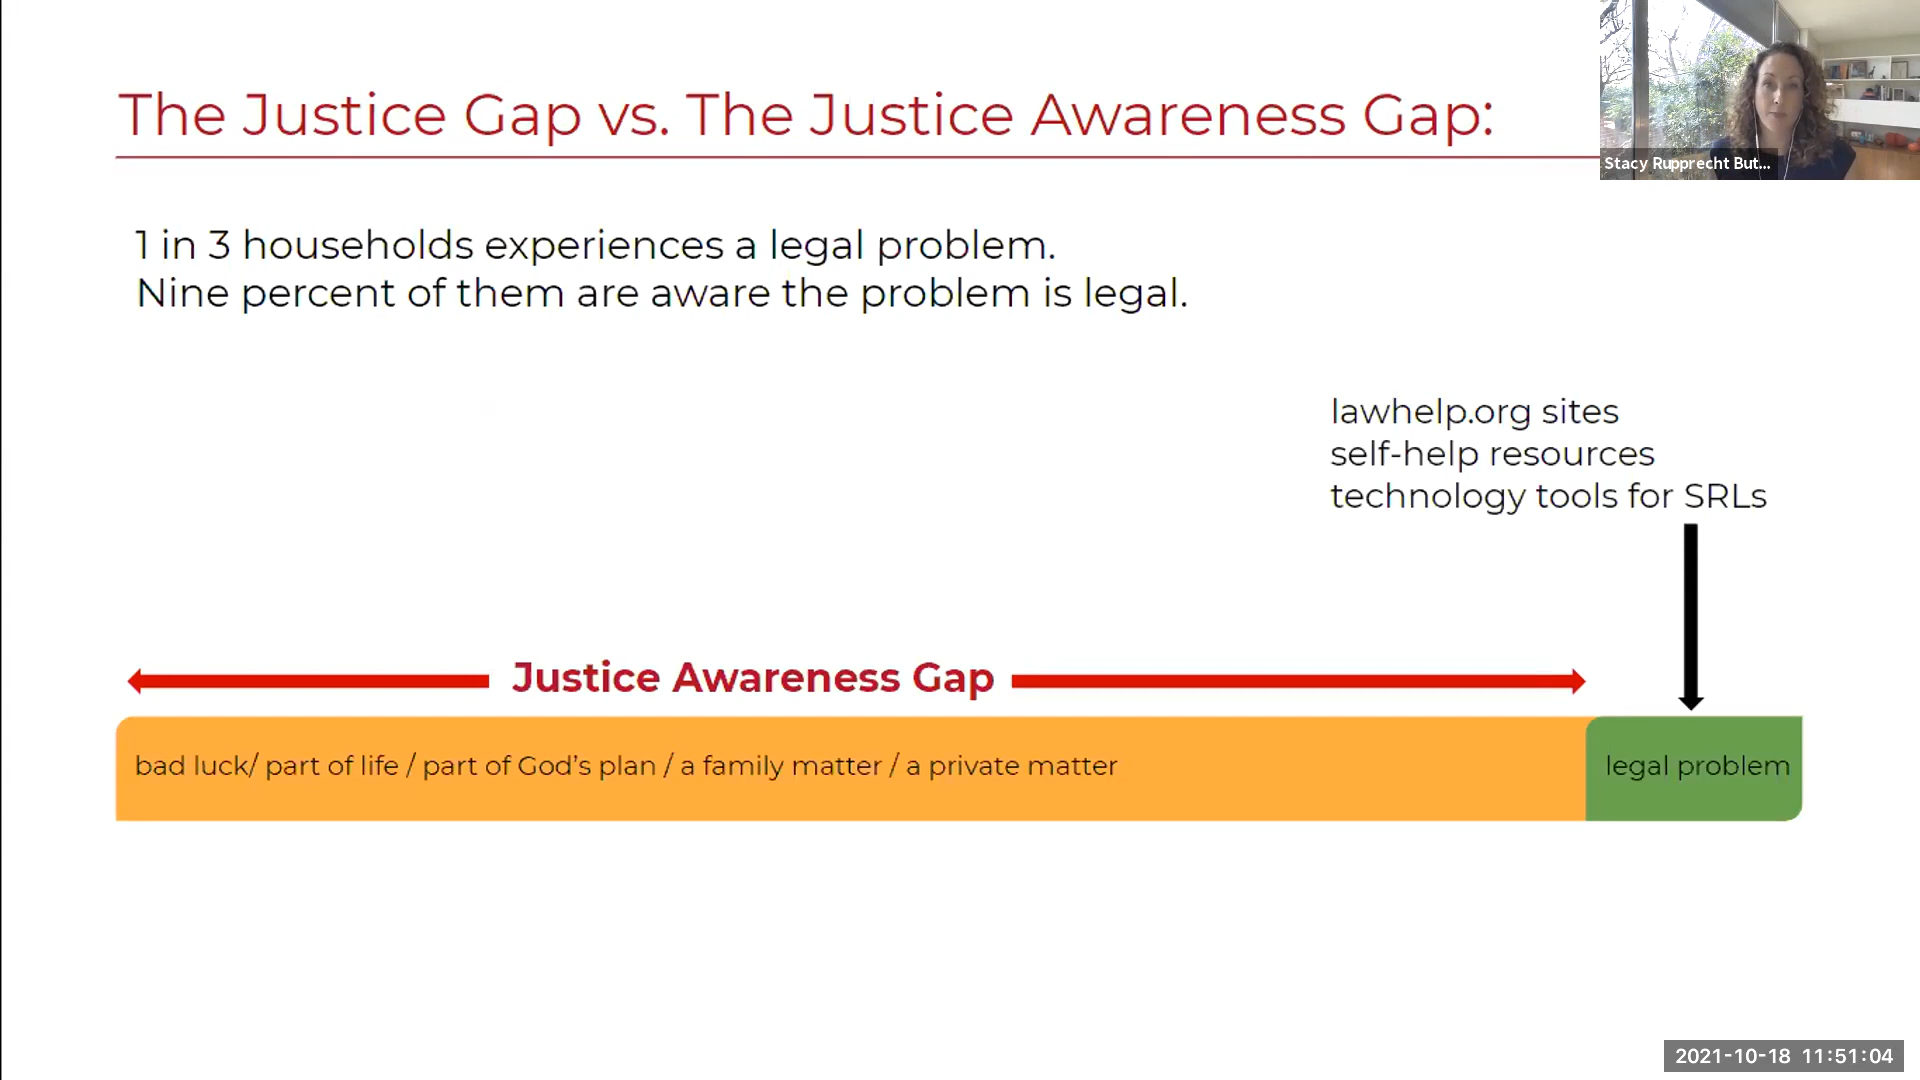 The Justice Gap vs. The Justice Awareness Gap:
Stacy Rupprecht But...
1 in 3 households experiences a legal problem.
Nine percent of them are aware the problem is legal.
lawhelp.org sites
self-help resources
technology tools for SRLs
Justice Awareness Gap
bad luck/ part of life / part of God's plan / a family matter / a private matter
legal problem
2021-10-18 11:51:04